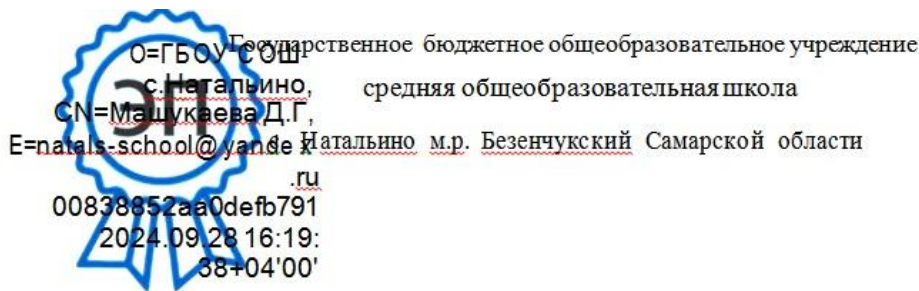 Государственное бюджетное общеобразовательное учреждение
средняя общеобразовательная школа
с. Натальино м.р. Безенчукский Самарской области
ЭП
O=ГБОУ СОШ
с.Натальино,
CN=Машукаева Д.Г,
E=natals-school@yandex
.ru
00838852aa0defb791
2024.09.28 16:19:
38+04'00'